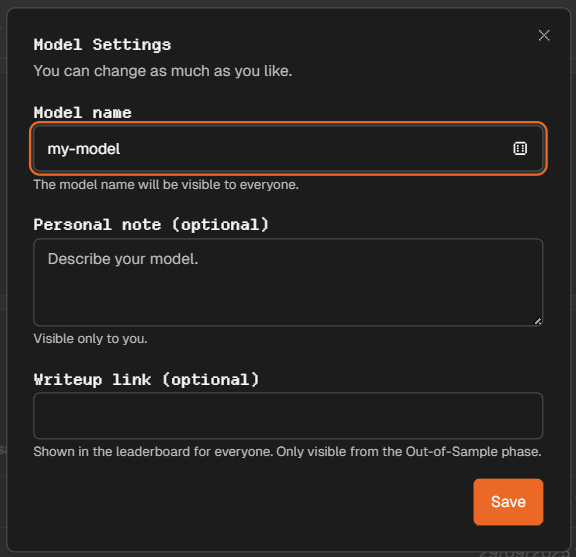 Model Settings
You can change as much as you like.
Model name
my-model
The model name will be visible to everyone.
Personal note (optional)
Describe your model.
Visible only to you.
Writeup link (optional)
Shown in the leaderboard for everyone. Only visible from the Out-of-Sample phase.
Save